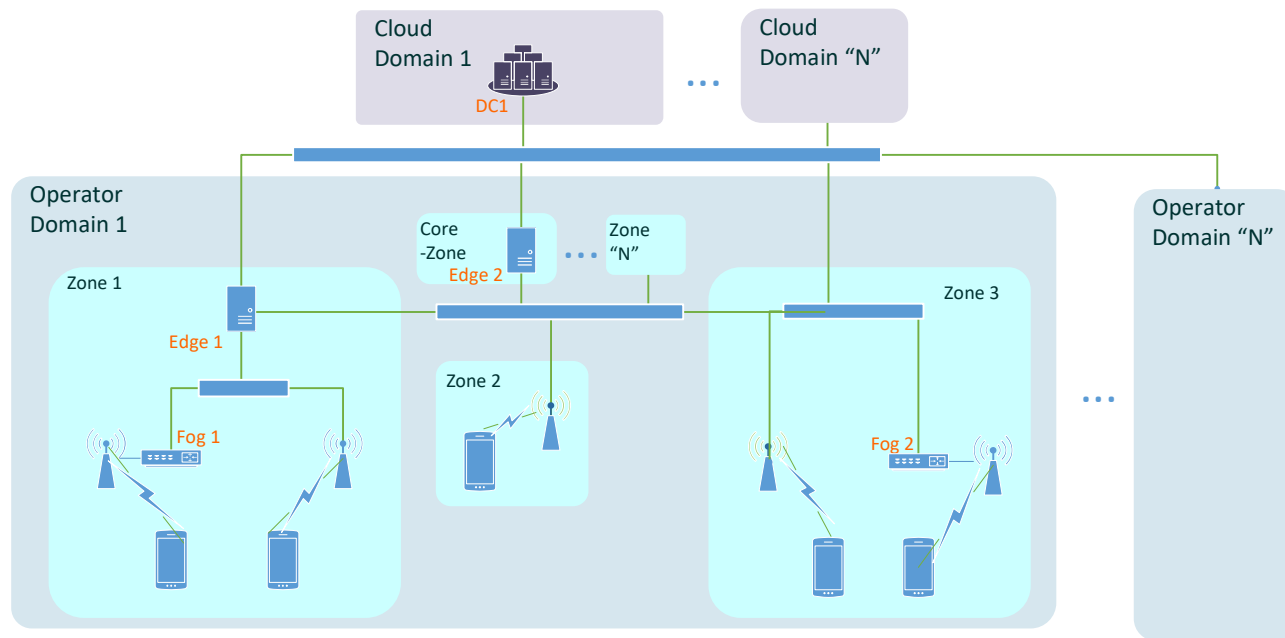 Cloud
Domain 1
DC1
...
Cloud
Domain “N”
Operator
Domain 1
Core
-Zone
Edge 2
...
Zone
“N”
Operator
Domain “N”
Zone 1
Edge 1
Fog 1
Zone 2
Zone 3
Fog 2
...